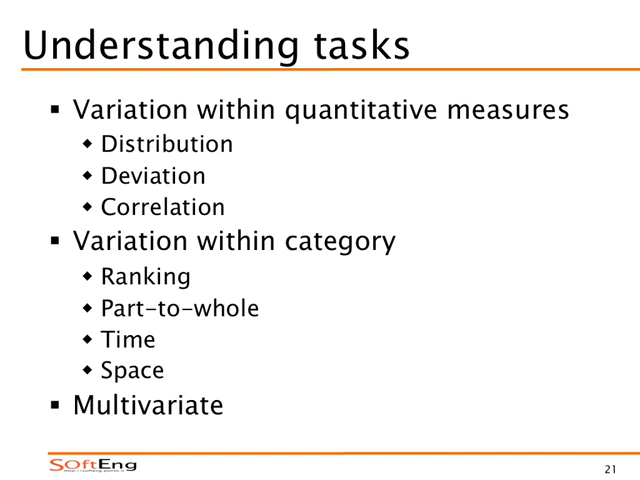 Understanding tasks
▪ Variation within quantitative measures
◆ Distribution
◆ Deviation
◆ Correlation
▪ Variation within category
◆ Ranking
◆ Part-to-whole
◆ Time
◆ Space
▪ Multivariate
SOftEng
21